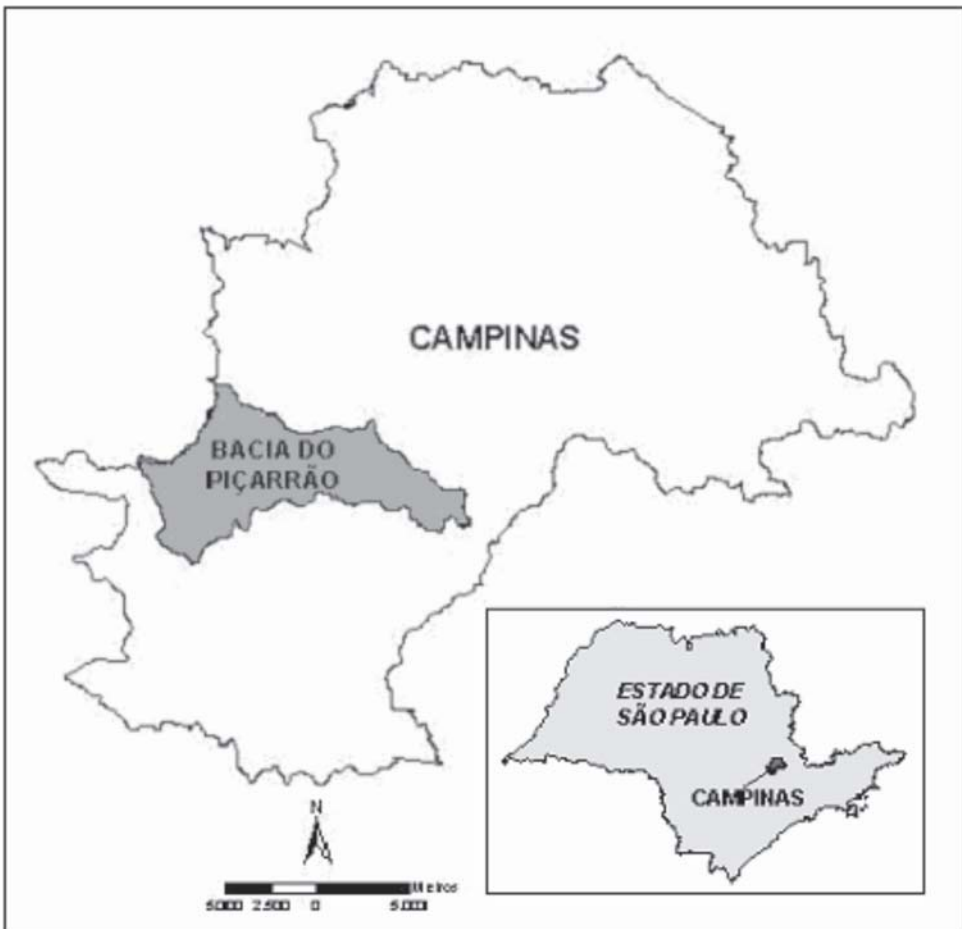 CAMPINAS
BACIA DO
PIÇARRÃO
ESTADO DE
SÃO PAULO
CAMPINAS
N
Metros
5.000 2.500 0 5.000